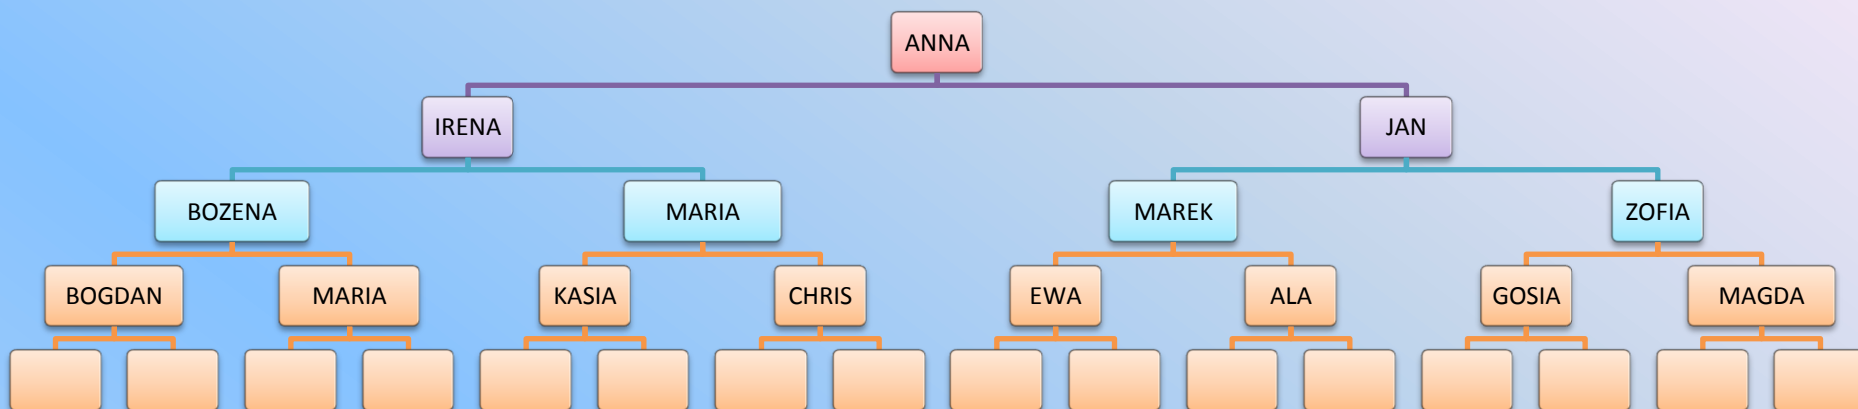 ANNA
IRENA
JAN
BOZENA
MARIA
MAREK
ZOFIA
BOGDAN
MARIA
KASIA
CHRIS
EWA
ALA
GOSIA
MAGDA